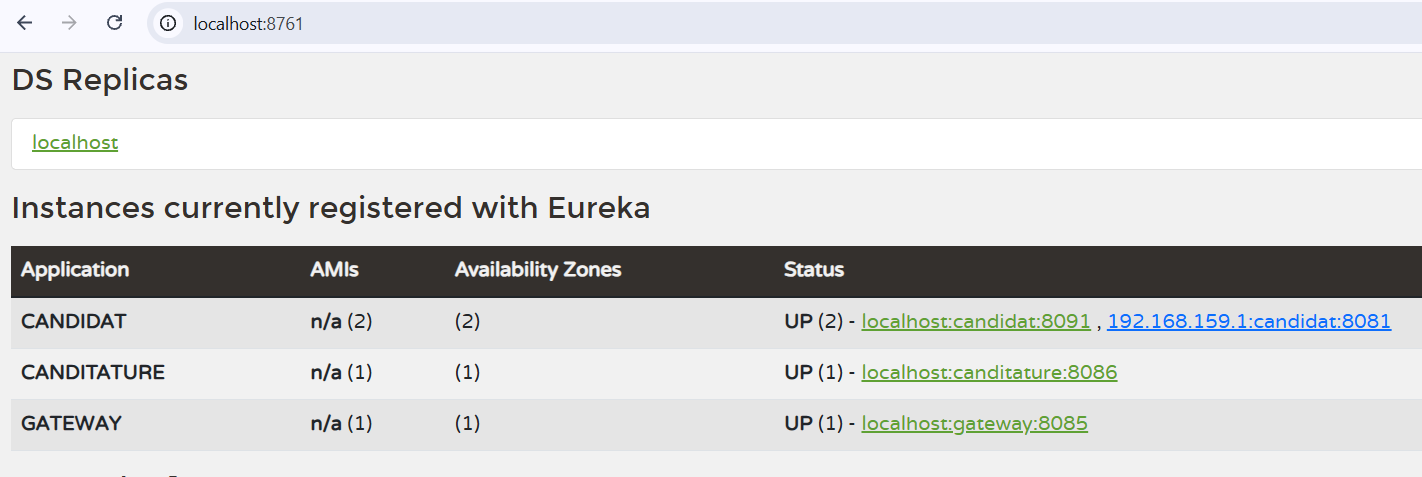 localhost:8761
DS Replicas
localhost
Instances currently registered with Eureka
Application AMIs Availability Zones Status
CANDIDAT n/a (2) (2) UP (2) - localhost:candidat:8091 , 192.168.159.1:candidat:8081
CANDITATURE n/a (1) (1) UP (1) - localhost:canditature:8086
GATEWAY n/a (1) (1) UP (1) - localhost:gateway:8085